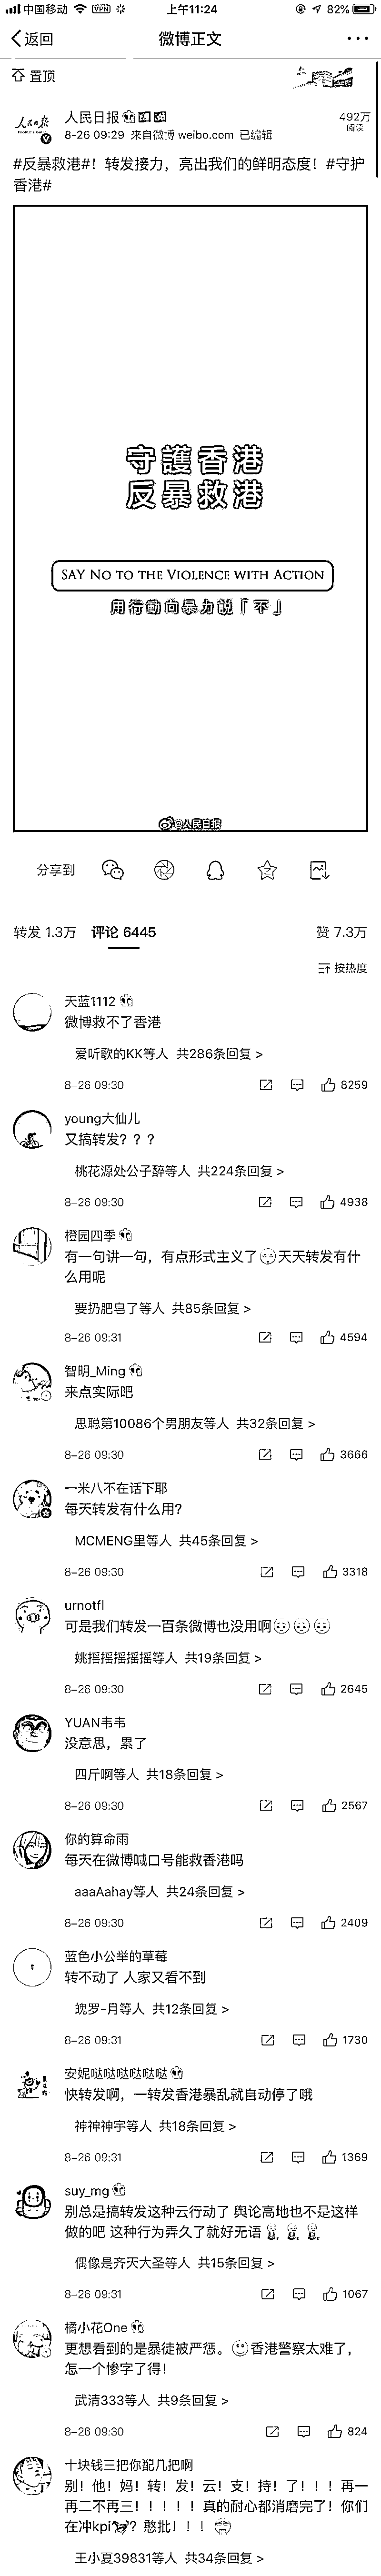 中国移动 VPN 上午11:24 82%
返回 微博正文
置顶
人民日报
492万
8-26 09:29 来自微博 weibo.com 已编辑
阅读
#反暴救港#！转发接力，亮出我们的鲜明态度！#守护
香港#
守護香港
反暴救港
SAY NO TO THE VIOLENCE WITH ACTION
用行動向暴力說「不」
@人民日报
分享到
转发 1.3万 评论 6445 赞 7.3万
按热度
天蓝1112
微博救不了香港
爱听歌的KK等人 共286条回复 >
8-26 09:30 8259
young大仙儿
又搞转发？？？
桃花源处公子醉等人 共224条回复 >
8-26 09:30 4938
橙园四季
有一句讲一句，有点形式主义了天天转发有什
么用呢
要扔肥皂了等人 共85条回复 >
8-26 09:31 4594
智明_Ming
来点实际吧
思聪第10086个男朋友等人 共32条回复 >
8-26 09:30 3666
一米八不在话下耶
每天转发有什么用?
MCMENG里等人 共45条回复 >
8-26 09:30 3318
urnotfl
可是我们转发一百条微博也没用啊
姚摇摇摇摇摇等人 共19条回复 >
8-26 09:30 2645
YUAN韦韦
没意思，累了
四斤啊等人 共18条回复 >
8-26 09:30 2567
你的算命雨
每天在微博喊口号能救香港吗
aaaAahay等人 共24条回复 >
8-26 09:30 2409
蓝色小公举的草莓
转不动了 人家又看不到
魄罗-月等人 共12条回复 >
8-26 09:31 1730
安妮哒哒哒哒哒哒
快转发啊，一转发香港暴乱就自动停了哦
神神神宇等人 共18条回复 >
8-26 09:31 1369
suy_mg
别总是搞转发这种云行动了 舆论高地也不是这样
做的吧 这种行为弄久了就好无语
偶像是齐天大圣等人 共15条回复 >
8-26 09:31 1067
橘小花One
更想看到的是暴徒被严惩。香港警察太难了，
怎一个惨字了得！
武清333等人 共9条回复 >
8-26 09:30 824
十块钱三把你配几把啊
别！他！妈！转！发！云！支！持！了！！！再一
再二不再三！！！！！真的耐心都消磨完了！你们
在冲kpi？憨批！！！
王小夏39831等人 共34条回复 >